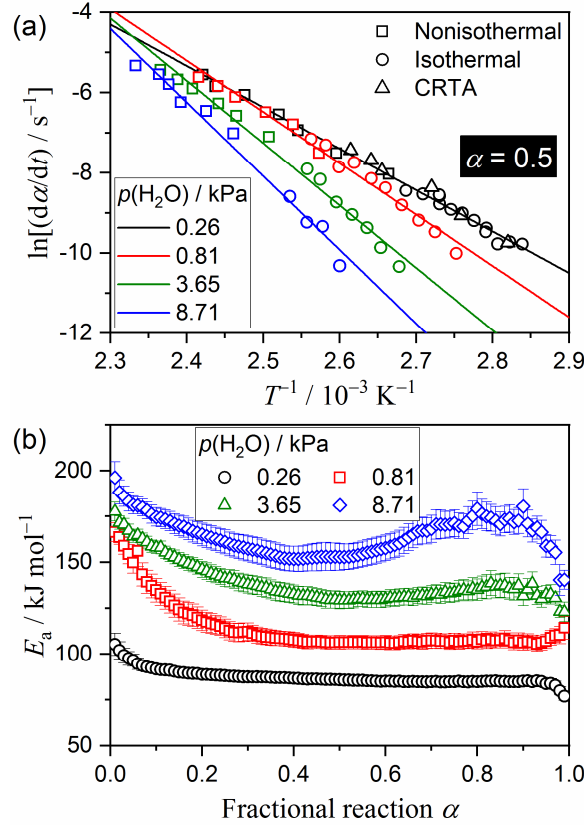 (a)
Nonisothermal
Isothermal
CRTA
α = 0.5
p(H₂O) / kPa
0.26
0.81
3.65
8.71
ln[(dα/dt) / s⁻¹]
-4
-6
-8
-10
-12
2.3 2.4 2.5 2.6 2.7 2.8 2.9
T⁻¹ / 10⁻³ K⁻¹
(b)
p(H₂O) / kPa
0.26 0.81
3.65 8.71
Eₐ / kJ mol⁻¹
200
150
100
50
0.0 0.2 0.4 0.6 0.8 1.0
Fractional reaction α